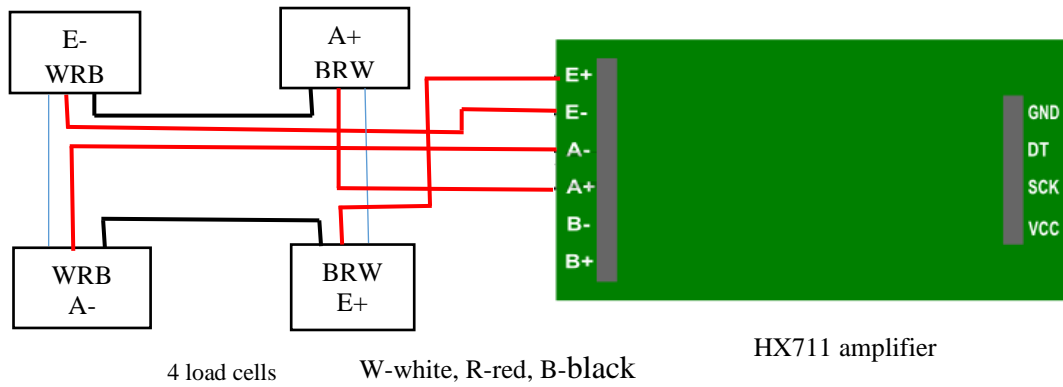 E-
WRB
A+
BRW
WRB
A-
BRW
E+
E+
E-
A-
A+
B-
B+
GND
DT
SCK
VCC
4 load cells
W-white, R-red, B-black
HX711 amplifier